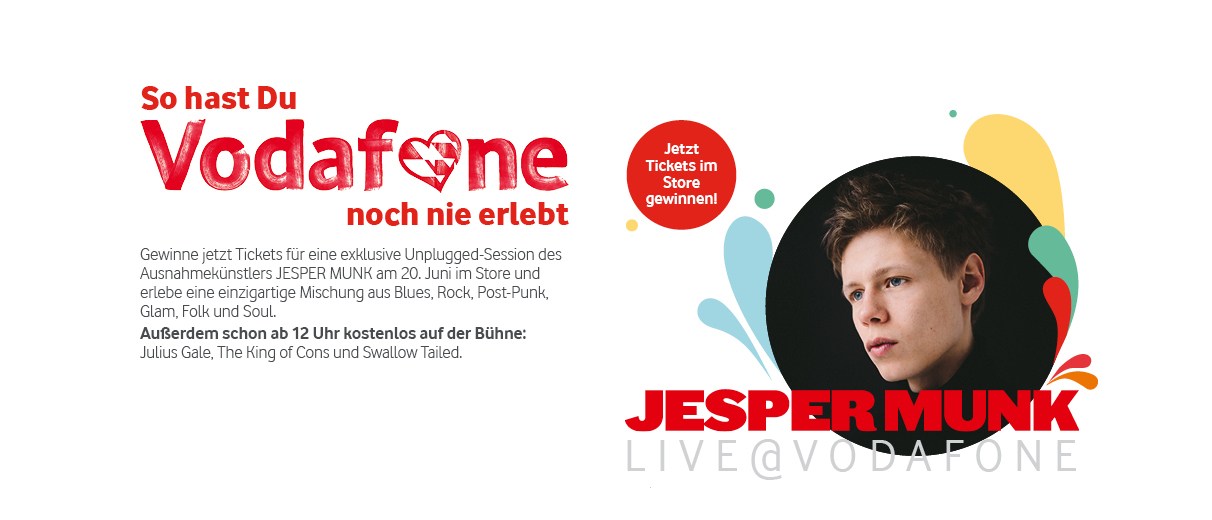 So hast Du
Vodafone
noch nie erlebt
Gewinne jetzt Tickets für eine exklusive Unplugged-Session des
Ausnahmekünstlers JESPER MUNK am 20. Juni im Store und
erlebe eine einzigartige Mischung aus Blues, Rock, Post-Punk,
Glam, Folk und Soul.
Außerdem schon ab 12 Uhr kostenlos auf der Bühne:
Julius Gale, The King of Cons und Swallow Tailed.
Jetzt
Tickets im
Store
gewinnen!
JESPER MUNK
LIVE@VODAFONE